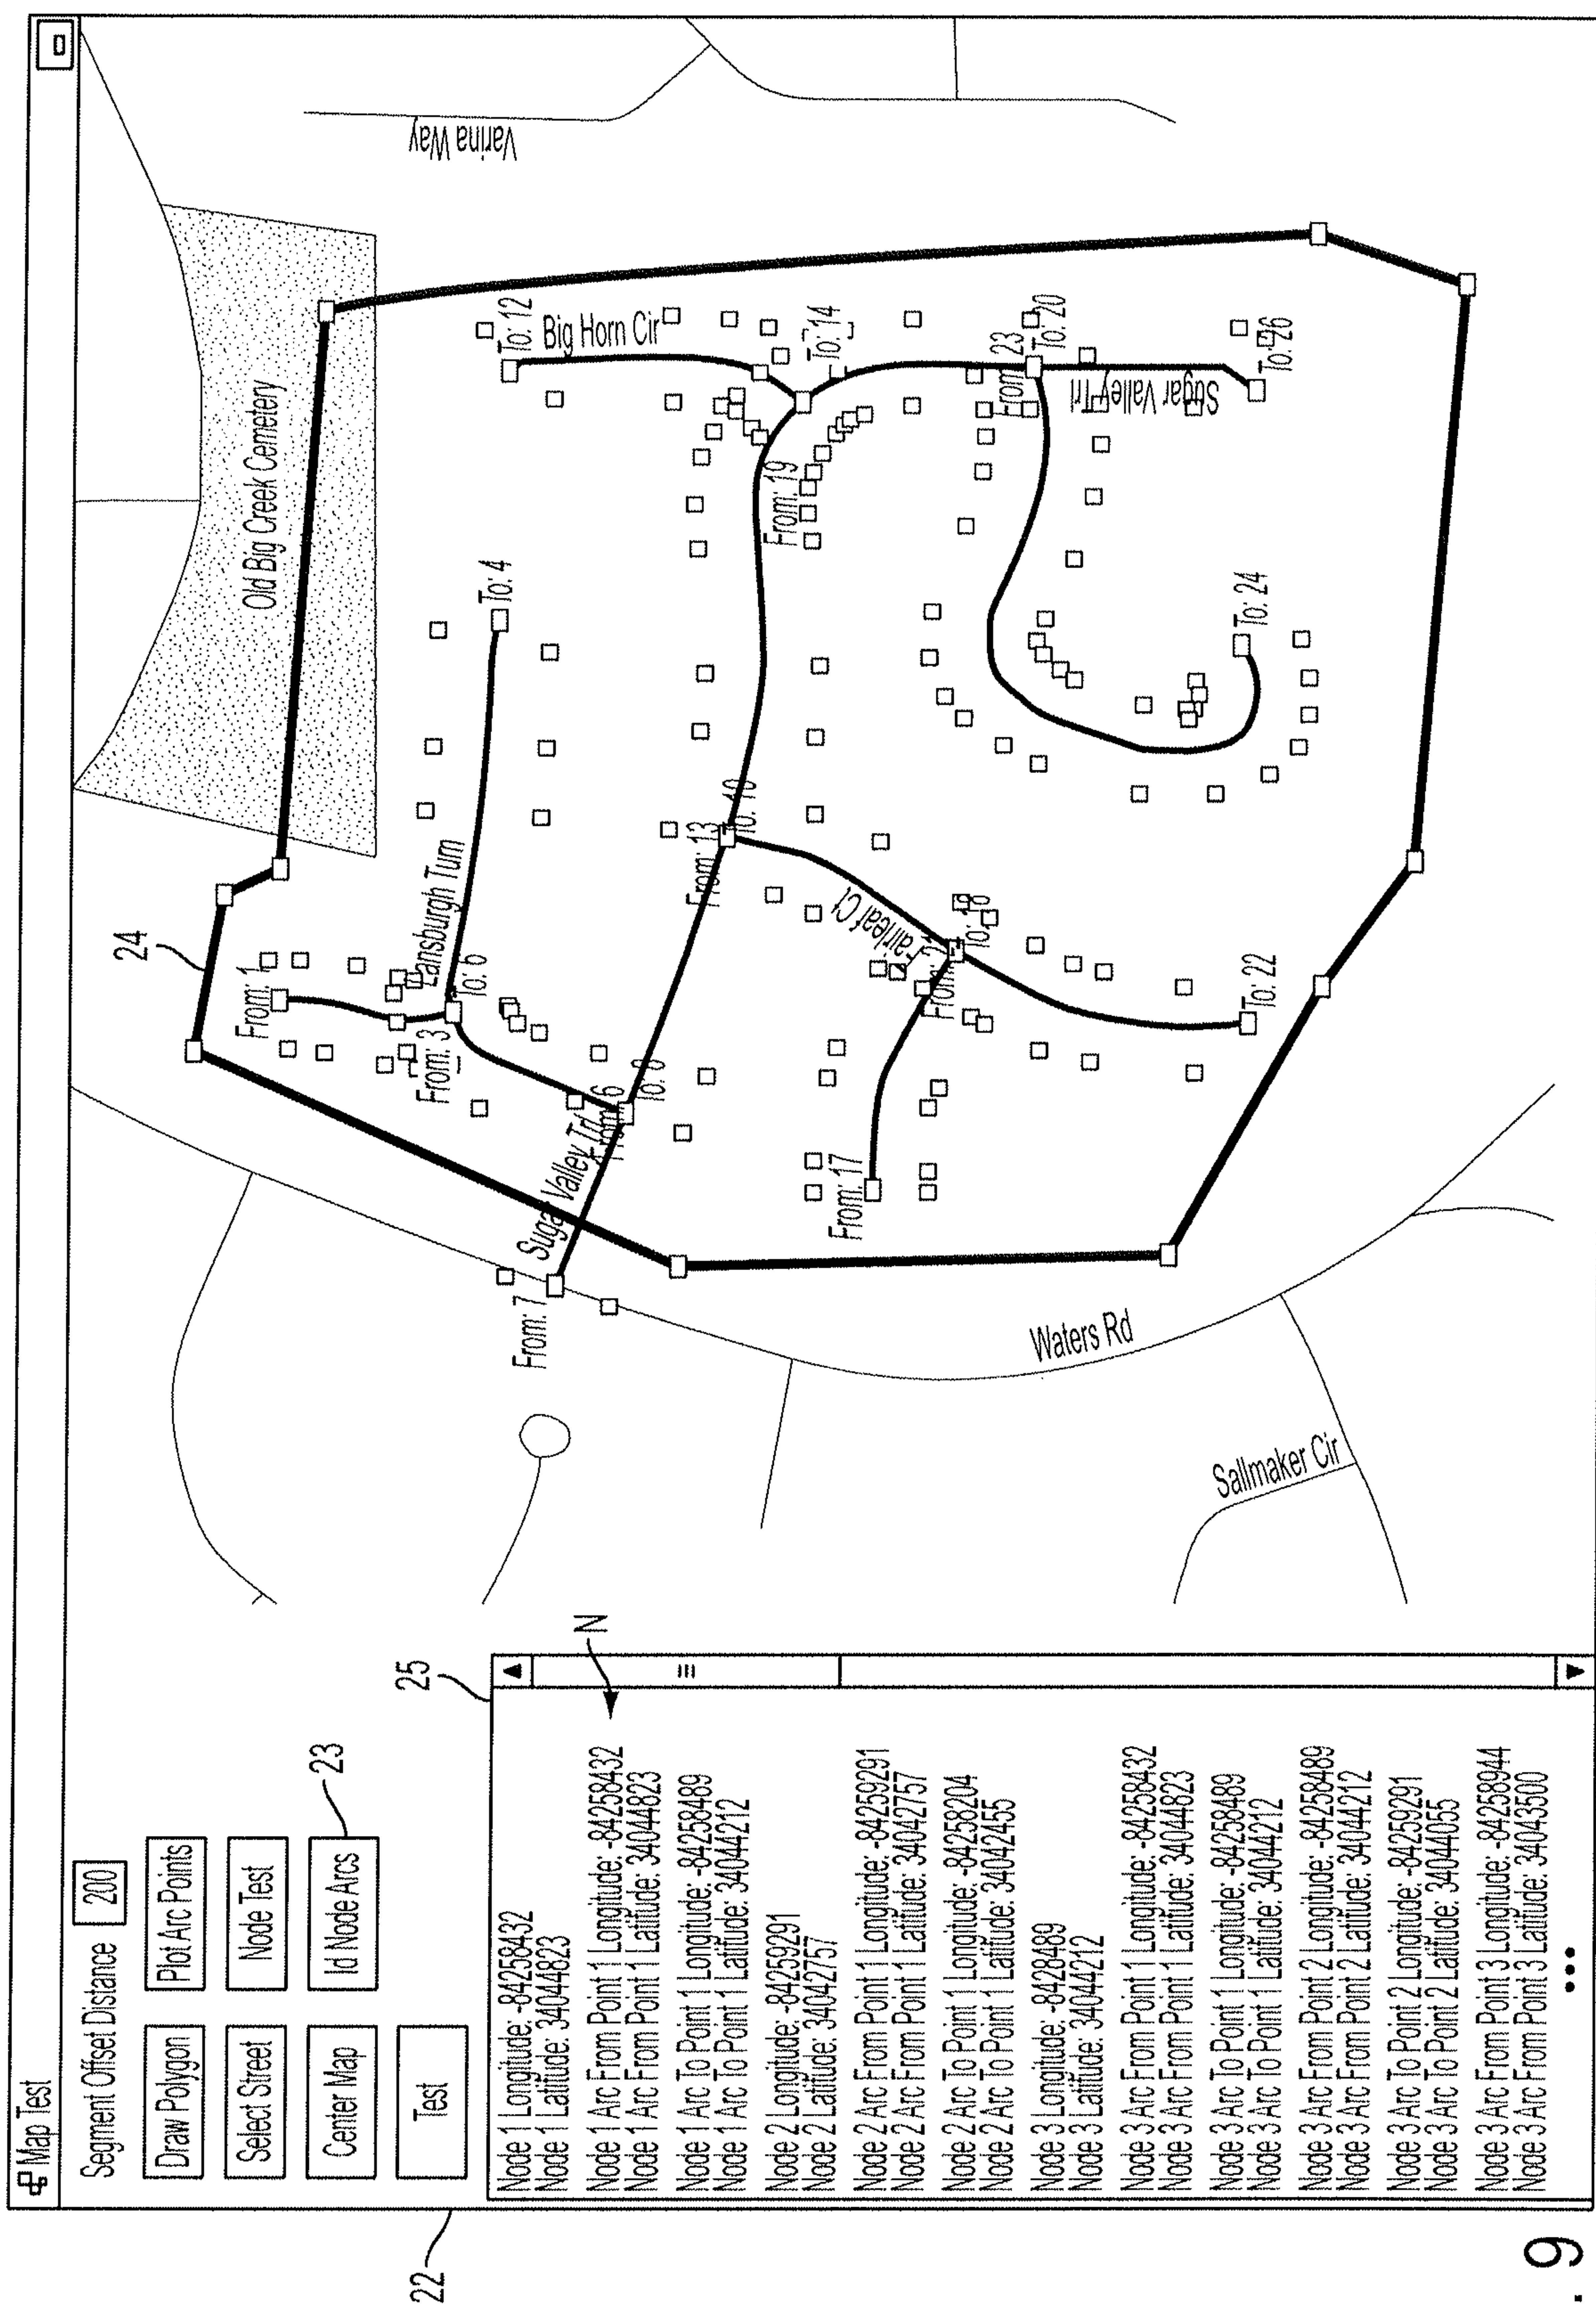 Map Test
Segment Offset Distance 200
Draw Polygon Plot Arc Points
Select Street Node Test
Center Map Id Node Arcs
Test
22
23
25
N
Node 1 Longitude: -84258432
Node 1 Latitude: 34044823
Node 1 Arc From Point 1 Longitude: -84258432
Node 1 Arc From Point 1 Latitude: 34044823
Node 1 Arc To Point 1 Longitude: -84258489
Node 1 Arc To Point 1 Latitude: 34044212
Node 2 Longitude: -84259291
Node 2 Latitude: 34042757
Node 2 Arc From Point 1 Longitude: -84259291
Node 2 Arc From Point 1 Latitude: 34042757
Node 2 Arc To Point 1 Longitude: -84258204
Node 2 Arc To Point 1 Latitude: 34042455
Node 3 Longitude: -8428489
Node 3 Latitude: 34044212
Node 3 Arc From Point 1 Longitude: -84258432
Node 3 Arc From Point 1 Latitude: 34044823
Node 3 Arc To Point 1 Longitude: -84258489
Node 3 Arc To Point 1 Latitude: 34044212
Node 3 Arc From Point 2 Longitude: -84258489
Node 3 Arc From Point 2 Latitude: 34044212
Node 3 Arc To Point 2 Longitude: -84259291
Node 3 Arc To Point 2 Latitude: 34044055
Node 3 Arc From Point 3 Longitude: -84258944
Node 3 Arc From Point 3 Latitude: 34043500
•••
24
Old Big Creek Cemetery
Varina Way
From: 1
Lansburgh Turn
To: 6
From: 3
To: 4
To: 12
Big Horn Cir
To: 14
From: 7
Sugar Valley Trl
To: 8
From: 13
To: 10
From: 19
From: 23
To: 20
Sugar Valley Trl
To: 26
Fairleaf Ct
To: 18
From: 17
To: 22
To: 24
Waters Rd
Sallmaker Cir
. 9